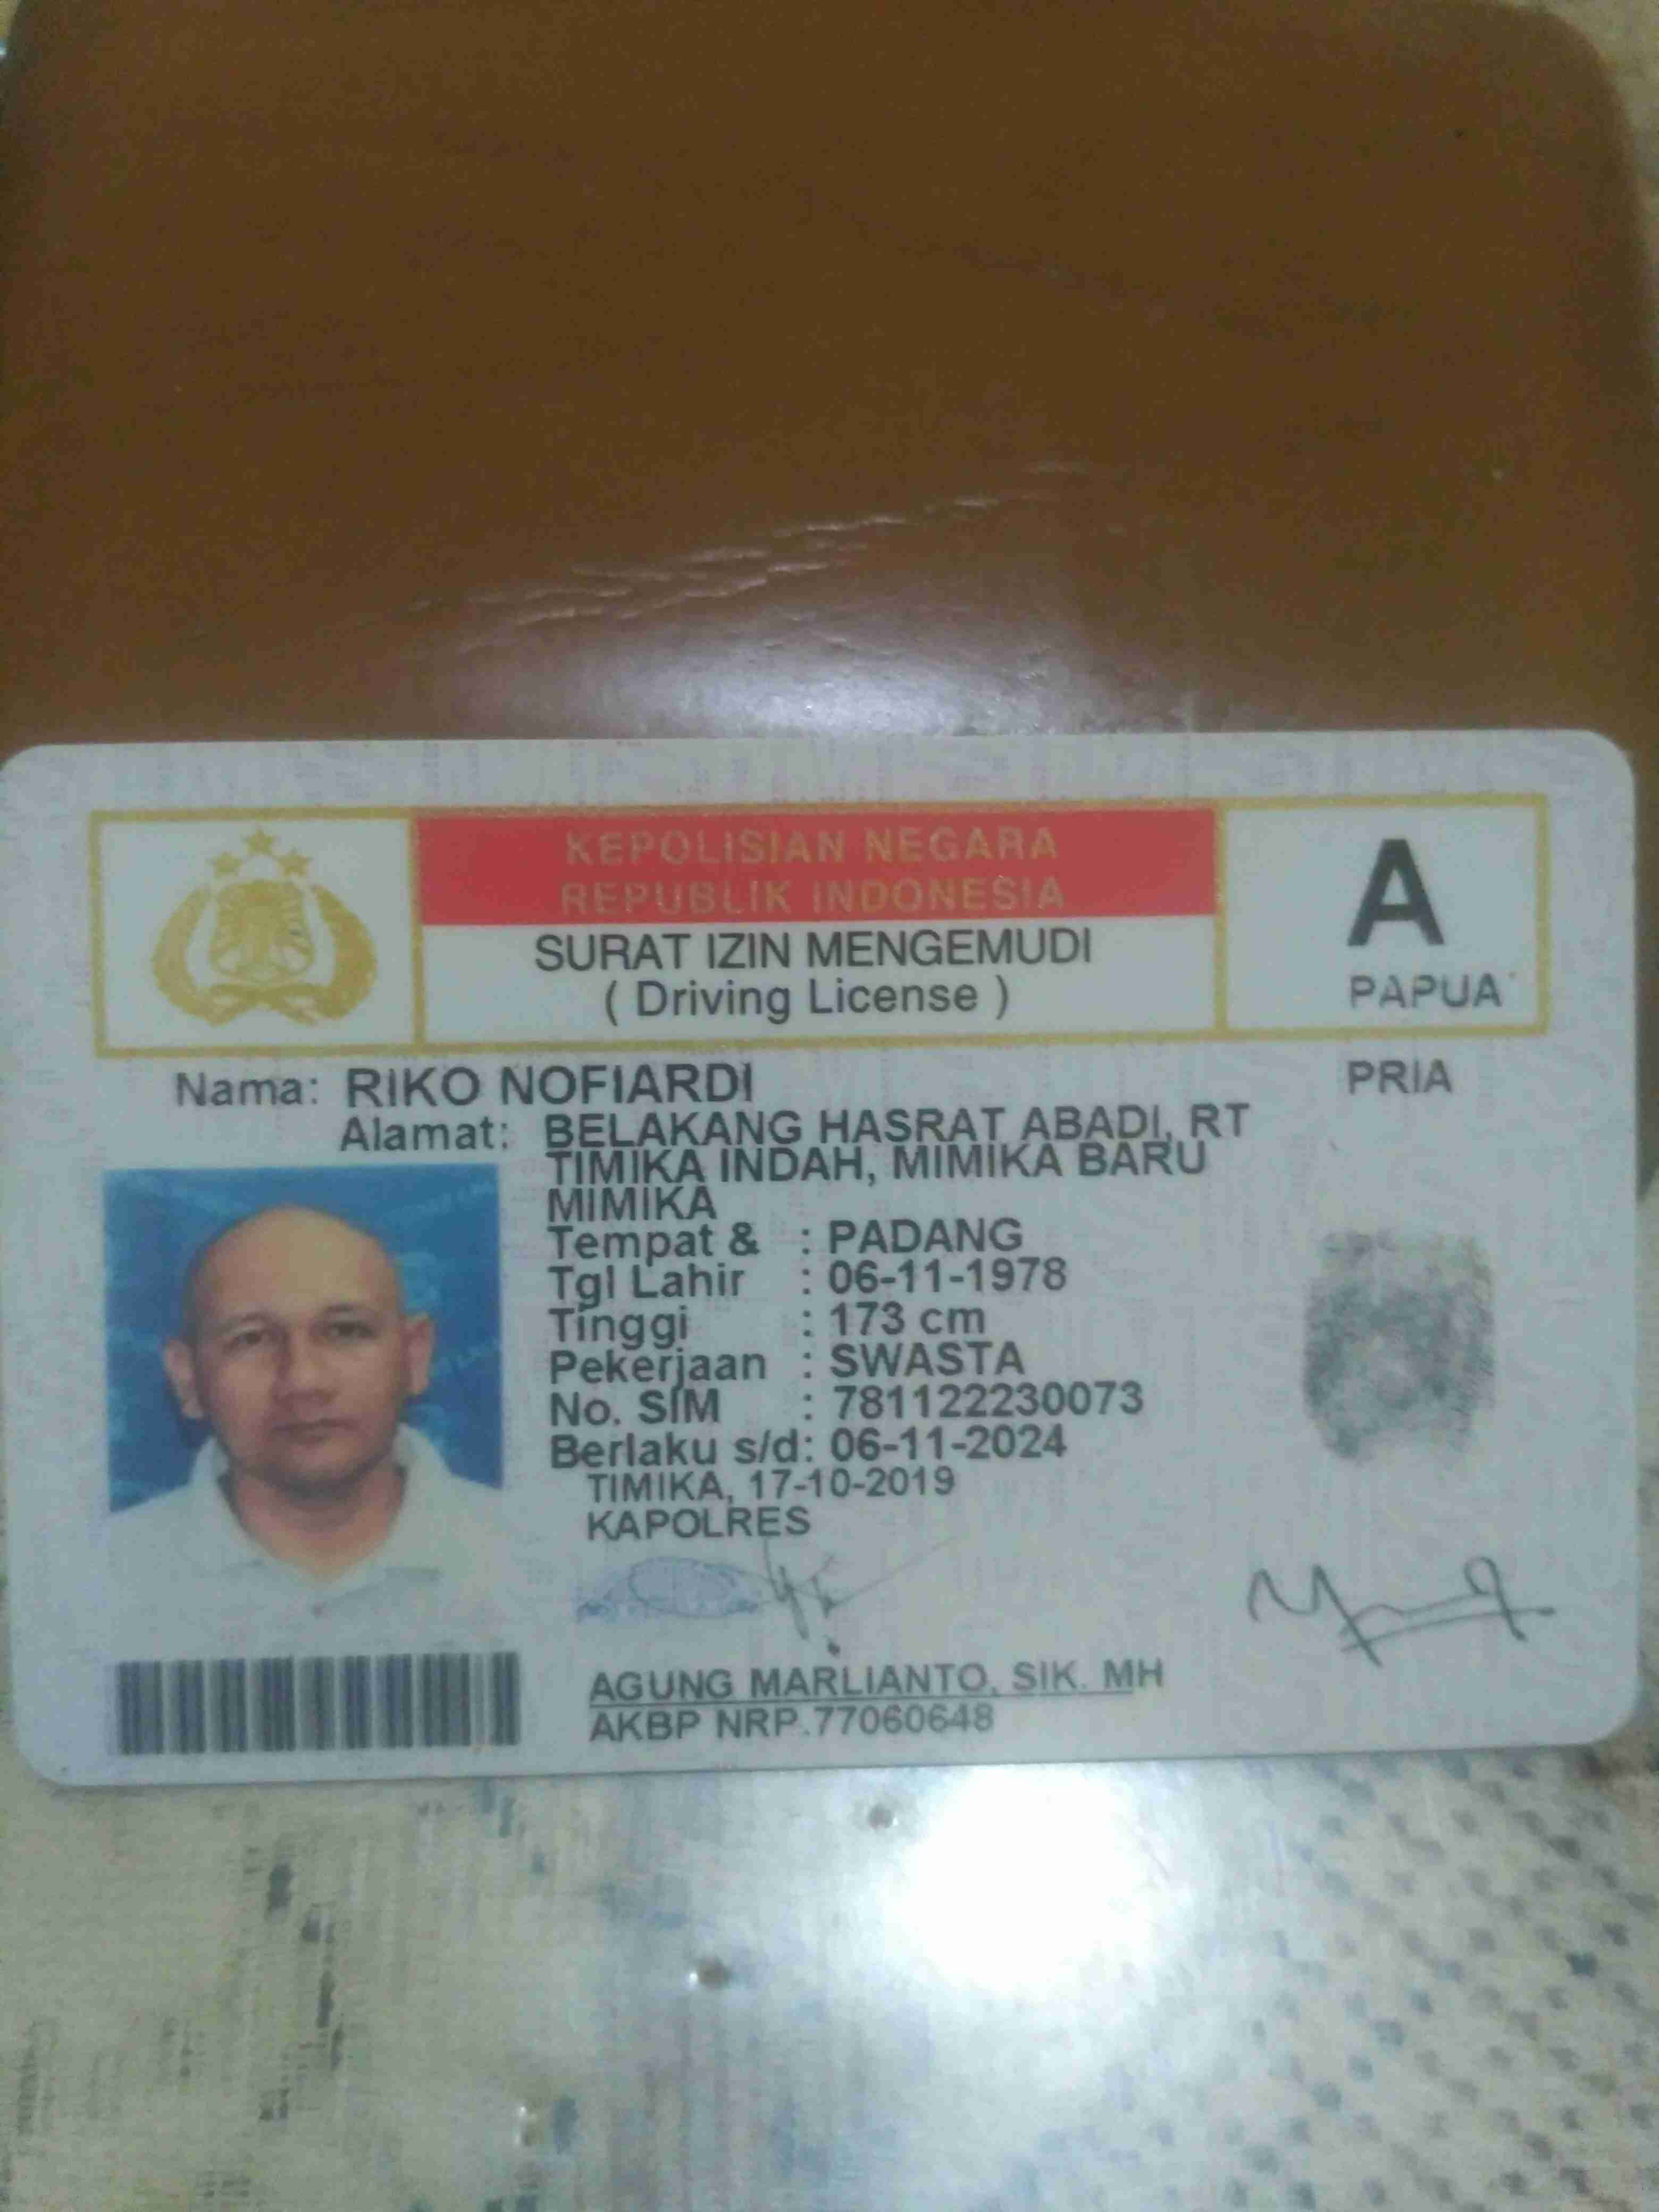 KEPOLISIAN NEGARA
REPUBLIK INDONESIA
SURAT IZIN MENGEMUDI
( Driving License )
A
PAPUA
Nama: RIKO NOFIARDI
PRIA
Alamat: BELAKANG HASRAT ABADI, RT
TIMIKA INDAH, MIMIKA BARU
MIMIKA
Tempat & : PADANG
Tgl Lahir : 06-11-1978
Tinggi : 173 cm
Pekerjaan : SWASTA
No. SIM : 781122230073
Berlaku s/d: 06-11-2024
TIMIKA, 17-10-2019
KAPOLRES
AGUNG MARLIANTO, SIK. MH
AKBP NRP.77060648